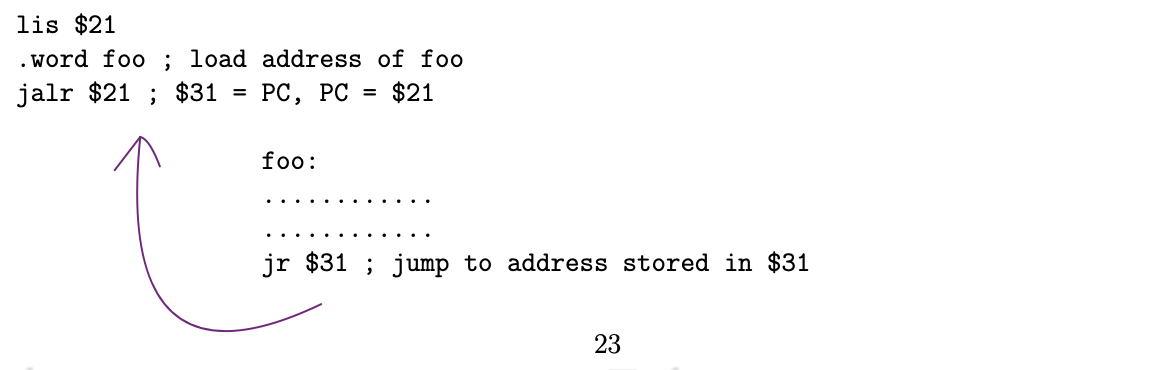 lis $21
.word foo ; load address of foo
jalr $21 ; $31 = PC, PC = $21
foo:
............
............
jr $31 ; jump to address stored in $31
23